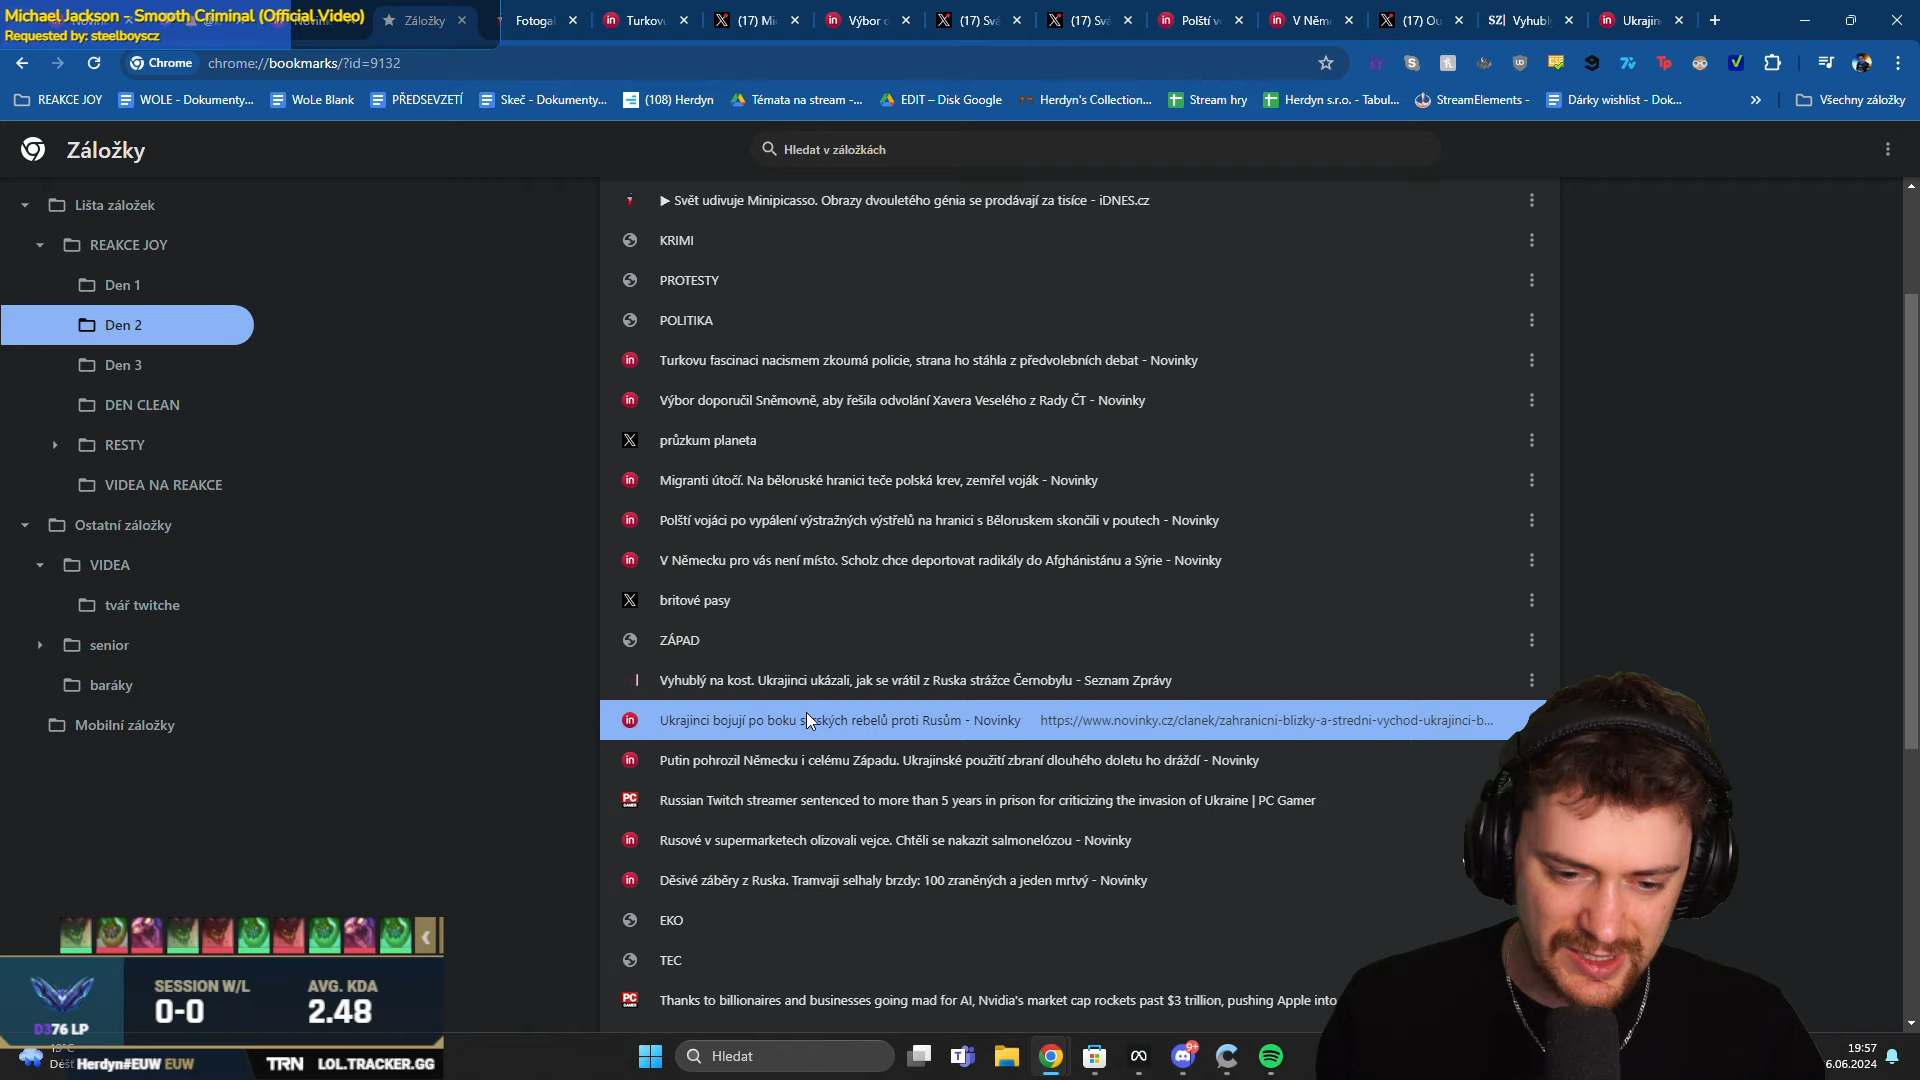 Michael Jackson - Smooth Criminal (Official Video)
Requested by: steelboyscz
Záložky
Fotogal
Turkovu
(17) Mi
Výbor d
(17) Svá
(17) Svá
Polští v
V Něm
(17) Ou
SZ| Vyhubl
Ukrajin
Chrome
chrome://bookmarks/?id=9132
REAKCE JOY
WOLE - Dokumenty...
WoLe Blank
PŘEDSEVZETÍ
Skeč - Dokumenty...
(108) Herdyn
Témata na stream -...
EDIT – Disk Google
Herdyn's Collection...
Stream hry
Herdyn s.r.o. - Tabul...
StreamElements -
Dárky wishlist - Dok...
Všechny záložky
Záložky
Hledat v záložkách
Lišta záložek
REAKCE JOY
Den 1
Den 2
Den 3
DEN CLEAN
RESTY
VIDEA NA REAKCE
Ostatní záložky
VIDEA
tvář twitche
senior
baráky
Mobilní záložky
▶ Svět udivuje Minipicasso. Obrazy dvouletého génia se prodávají za tisíce - iDNES.cz
KRIMI
PROTESTY
POLITIKA
Turkovu fascinaci nacismem zkoumá policie, strana ho stáhla z předvolebních debat - Novinky
Výbor doporučil Sněmovně, aby řešila odvolání Xavera Veselého z Rady ČT - Novinky
průzkum planeta
Migranti útočí. Na běloruské hranici teče polská krev, zemřel voják - Novinky
Polští vojáci po vypálení výstražných výstřelů na hranici s Běloruskem skončili v poutech - Novinky
V Německu pro vás není místo. Scholz chce deportovat radikály do Afghánistánu a Sýrie - Novinky
britové pasy
ZÁPAD
Vyhublý na kost. Ukrajinci ukázali, jak se vrátil z Ruska strážce Černobylu - Seznam Zprávy
Ukrajinci bojují po boku syrských rebelů proti Rusům - Novinky https://www.novinky.cz/clanek/zahranicni-blizky-a-stredni-vychod-ukrajinci-b...
Putin pohrozil Německu i celému Západu. Ukrajinské použití zbraní dlouhého doletu ho dráždí - Novinky
Russian Twitch streamer sentenced to more than 5 years in prison for criticizing the invasion of Ukraine | PC Gamer
Rusové v supermarketech olizovali vejce. Chtěli se nakazit salmonelózou - Novinky
Děsivé záběry z Ruska. Tramvaji selhaly brzdy: 100 zraněných a jeden mrtvý - Novinky
EKO
TEC
Thanks to billionaires and businesses going mad for AI, Nvidia's market cap rockets past $3 trillion, pushing Apple into
SESSION W/L
0-0
AVG. KDA
2.48
D3 76 LP
Herdyn#EUW EUW
TRN LOL.TRACKER.GG
Hledat
9+
19:57
6.06.2024